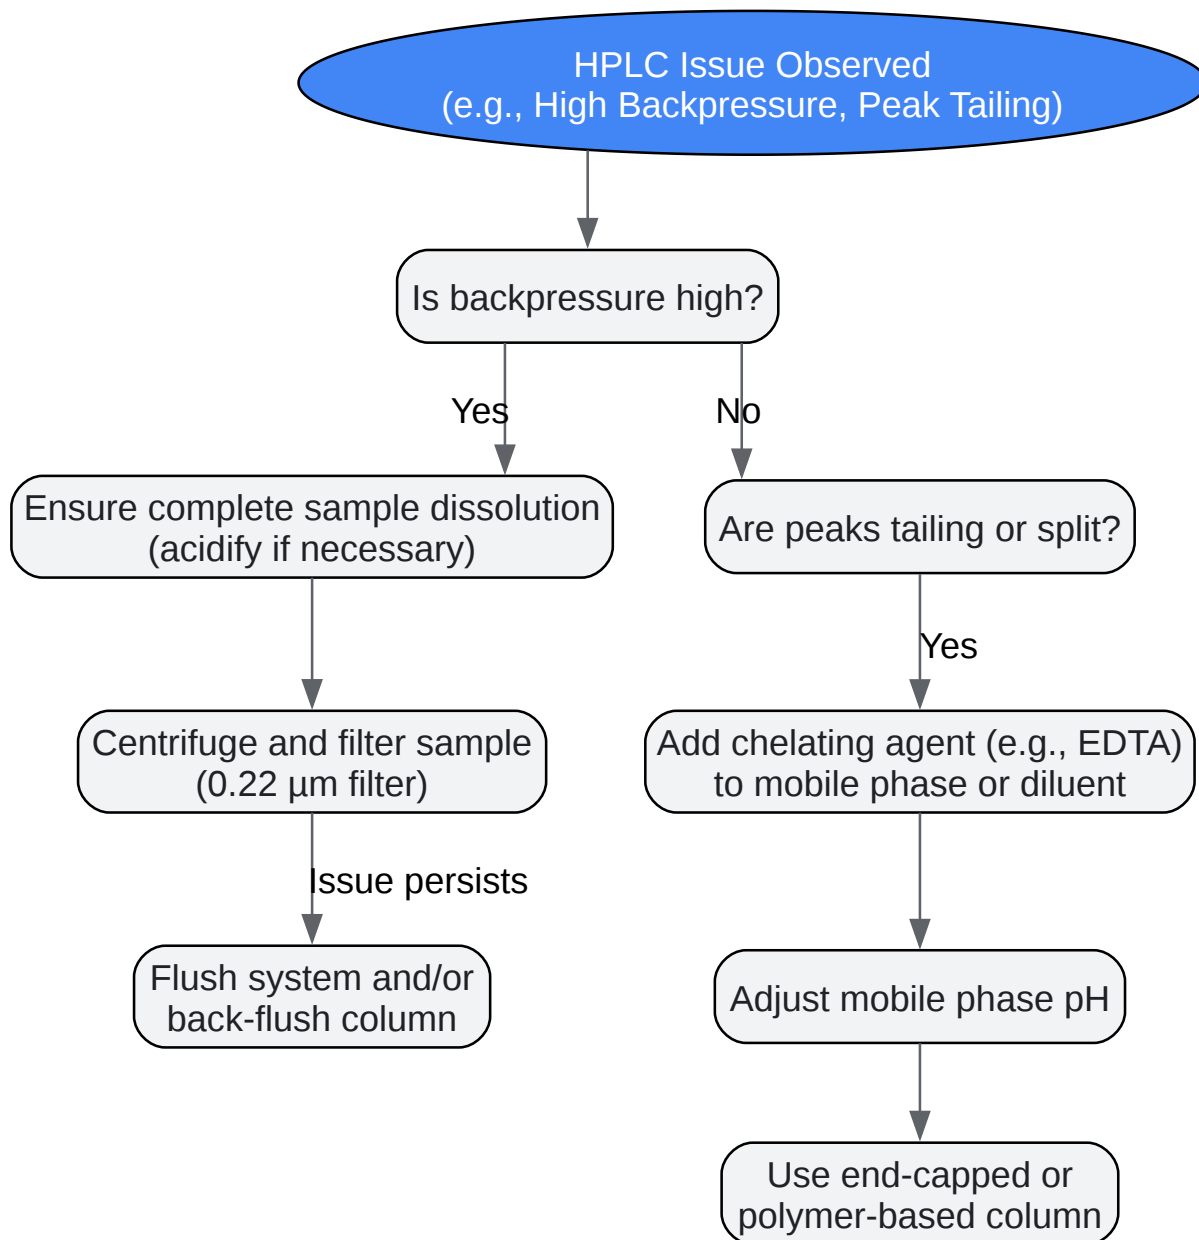 HPLC Issue Observed
(e.g., High Backpressure, Peak Tailing)
Is backpressure high?
Yes
No
Ensure complete sample dissolution
(acidify if necessary)
Are peaks tailing or split?
Yes
Centrifuge and filter sample
(0.22 µm filter)
Add chelating agent (e.g., EDTA)
to mobile phase or diluent
Issue persists
Flush system and/or
back-flush column
Adjust mobile phase pH
Use end-capped or
polymer-based column